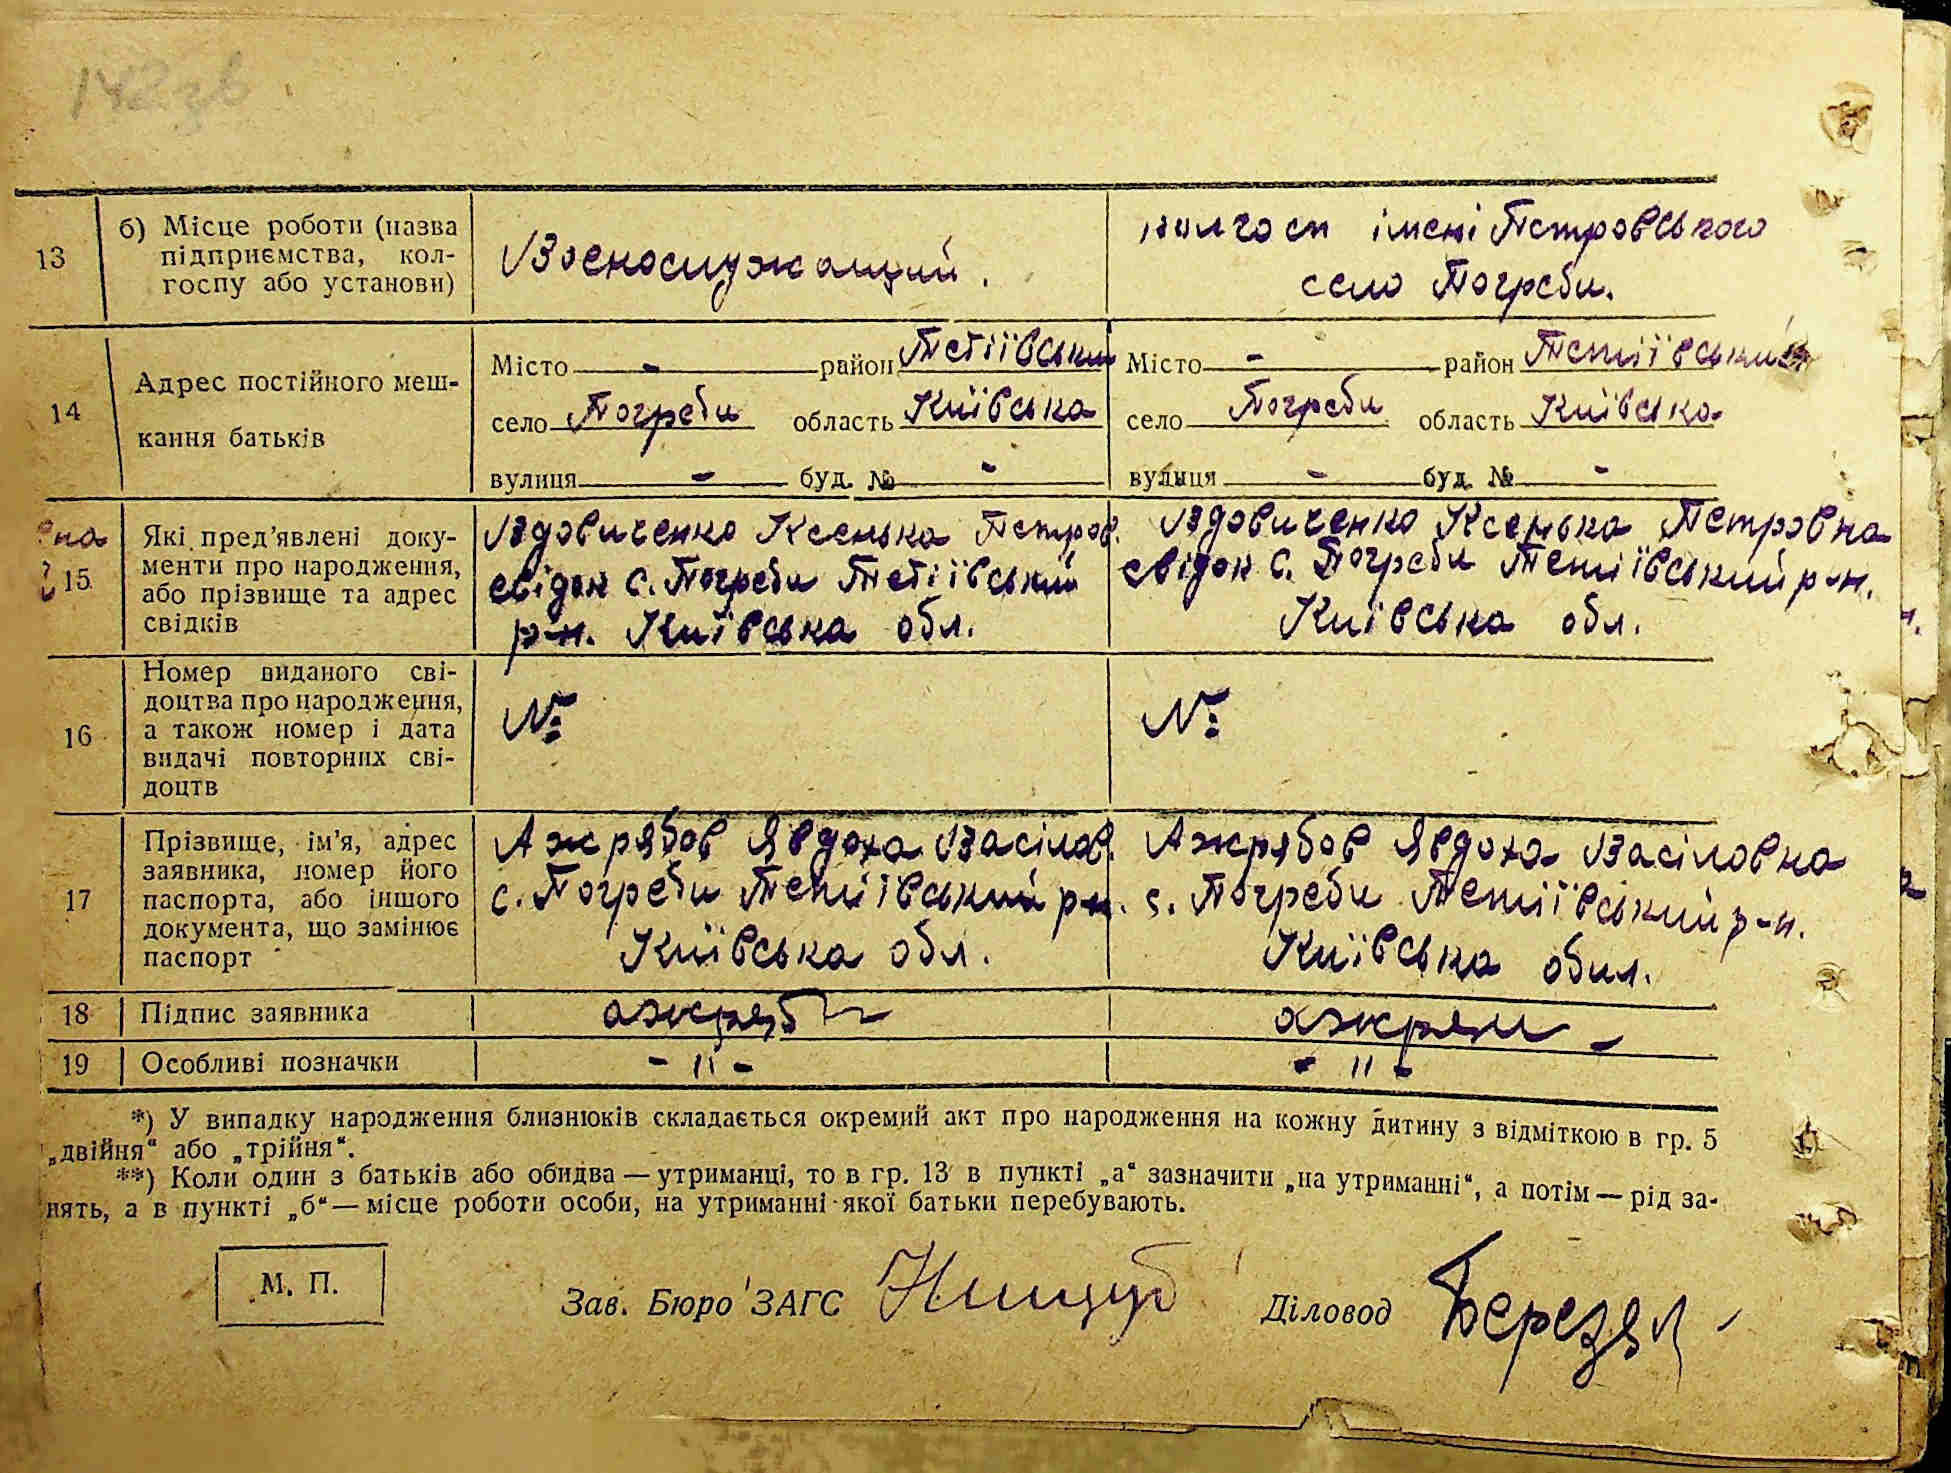 142зв
13
б) Місце роботи (назва
підприємства, кол-
госпу або установи)
Воєнослужащий.
колгосп імені Петровського
село Погреби.
14
Адрес постійного меш-
кання батьків
Місто - район Тетіївськи
село Погреби область Київська
вулиця - буд. № -
Місто - район Тетіївський
село Погреби область Київська
вулиця - буд. № -
15
Які пред'явлені доку-
менти про народження,
або прізвище та адрес
свідків
Вдовиченко Ксенька Петров.
свідок с. Погреби Тетіївський
р-н. Київська обл.
Вдовиченко Ксенька Петровна
свідок с. Погреби Тетіївський р-н.
Київська обл.
16
Номер виданого сві-
доцтва про народження,
а також номер і дата
видачі повторних сві-
доцтв
№
№
17
Прізвище, ім'я, адрес
заявника, номер його
паспорта, або іншого
документа, що замінює
паспорт
Ажрябов Явдоха Васілов.
с. Погреби Тетіївський р-н.
Київська обл.
Ажрябов Явдоха Васіловна
с. Погреби Тетіївський р-н.
Київська обл.
18
Підпис заявника
19
Особливі позначки
- " -
- " -
*) У випадку народження близнюків складається окремий акт про народження на кожну дитину з відміткою в гр. 5
„двійня“ або „трійня“.
**) Коли один з батьків або обидва — утриманці, то в гр. 13 в пункті „а“ зазначити „на утриманні“, а потім — рід за-
нять, а в пункті „б“ — місце роботи особи, на утриманні якої батьки перебувають.
М. П.
Зав. Бюро ЗАГС
Діловод